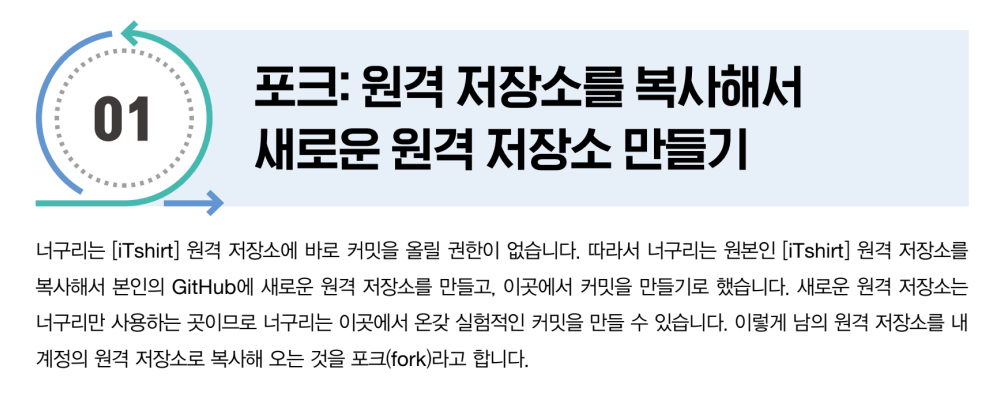 01
포크: 원격 저장소를 복사해서
새로운 원격 저장소 만들기
너구리는 [iTshirt] 원격 저장소에 바로 커밋을 올릴 권한이 없습니다. 따라서 너구리는 원본인 [iTshirt] 원격 저장소를
복사해서 본인의 GitHub에 새로운 원격 저장소를 만들고, 이곳에서 커밋을 만들기로 했습니다. 새로운 원격 저장소는
너구리만 사용하는 곳이므로 너구리는 이곳에서 온갖 실험적인 커밋을 만들 수 있습니다. 이렇게 남의 원격 저장소를 내
계정의 원격 저장소로 복사해 오는 것을 포크(fork)라고 합니다.